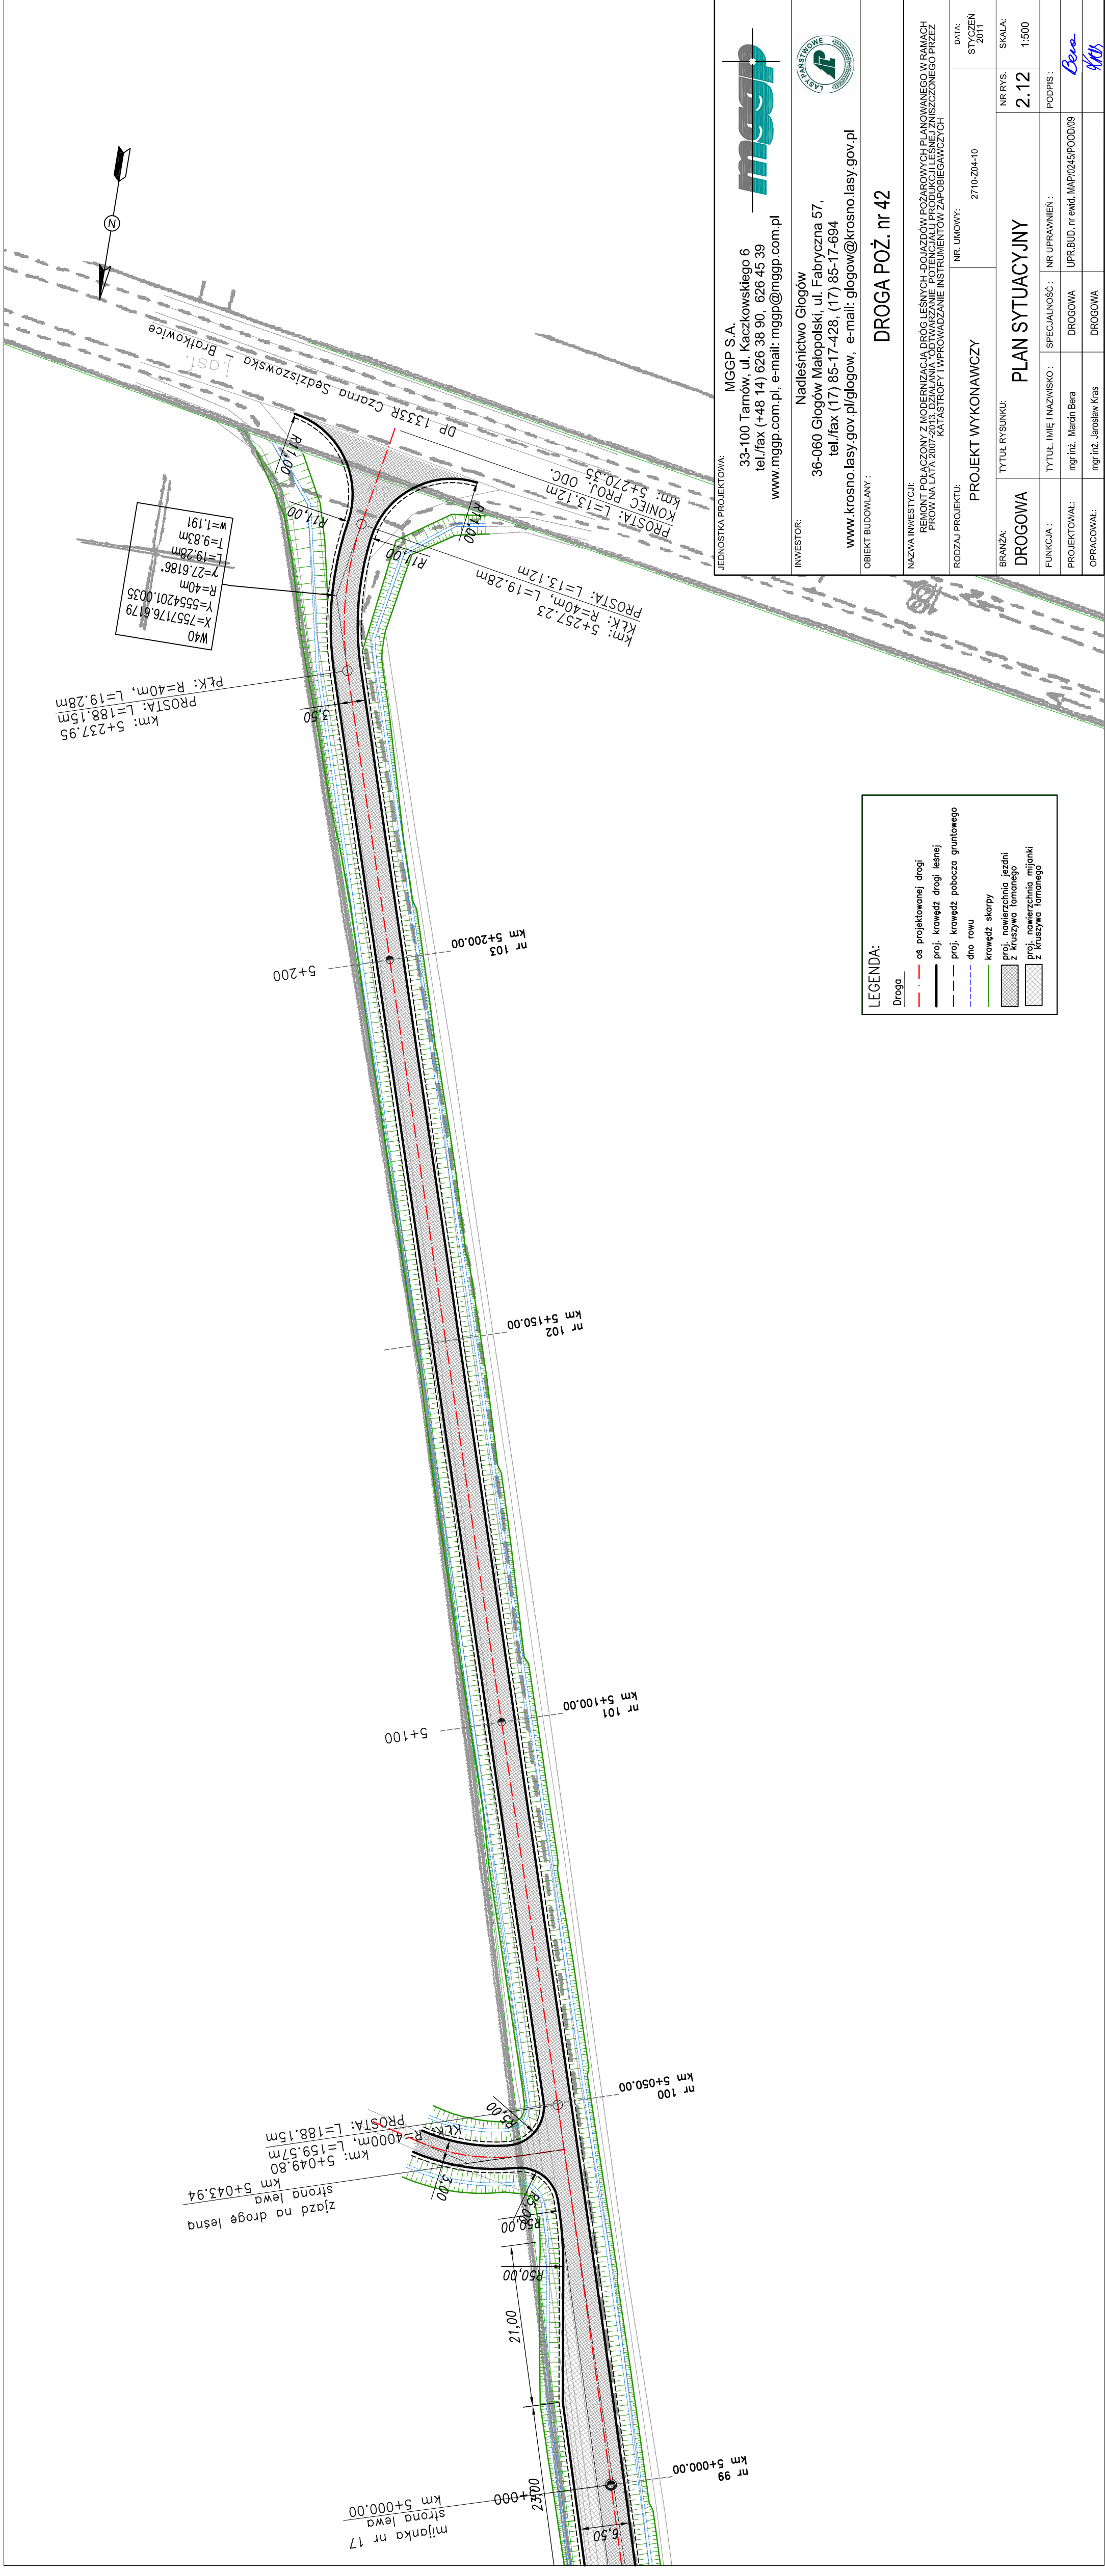 W40
X=7557176.6179
Y=5554201.0035
R=40m
γ=27.6186°
L=19.28m
T=9.83m
w=1.191
DP 1333R Czarna Sędziszowska – Bratkowice
j.asf.
N
R11,00
R11,00
R11,00
R11,00
PROSTA: L=13.12m
KONIEC PROJ. ODC.
km: 5+270.35
km: 5+257.23
KŁK: R=40m, L=19.28m
PROSTA: L=13.12m
km: 5+237.95
PROSTA: L=188.15m
PŁK: R=40m, L=19.28m
3,50
5+200
nr 103
km 5+200.00
nr 102
km 5+150.00
5+100
nr 101
km 5+100.00
nr 100
km 5+050.00
km: 5+049.80
KŁK: R=4000m, L=159.57m
PROSTA: L=188.15m
zjazd na drogę leśną
strona lewa
km 5+043.94
R5,00
3,00
R5,00
R50,00
R50,00
21,00
23,00
5+000
6,50
nr 99
km 5+000.00
mijanka nr 17
strona lewa
km 5+000.00
LEGENDA:
Droga
oś projektowanej drogi
proj. krawędź drogi leśnej
proj. krawędź pobocza gruntowego
dno rowu
krawędź skarpy
proj. nawierzchnia jezdni
z kruszywa łamanego
proj. nawierzchnia mijanki
z kruszywa łamanego
JEDNOSTKA PROJEKTOWA:
MGGP S.A.
33-100 Tarnów, ul. Kaczkowskiego 6
tel./fax (+48 14) 626 38 90, 626 45 39
www.mggp.com.pl, e-mail: mggp@mggp.com.pl
mggp
INWESTOR:
Nadleśnictwo Głogów
36-060 Głogów Małopolski, ul. Fabryczna 57,
tel./fax (17) 85-17-428, (17) 85-17-694
www.krosno.lasy.gov.pl/glogow, e-mail: glogow@krosno.lasy.gov.pl
LASY PAŃSTWOWE
OBIEKT BUDOWLANY :
DROGA POŻ. nr 42
NAZWA INWESTYCJI:
REMONT POŁĄCZONY Z MODERNIZACJĄ DRÓG LEŚNYCH -DOJAZDÓW POŻAROWYCH PLANOWANEGO W RAMACH
PROW NA LATA 2007-2013, DZIAŁANIA "ODTWARZANIE POTENCJAŁU PRODUKCJI LEŚNEJ ZNISZCZONEGO PRZEZ
KATASTROFY I WPROWADZANIE INSTRUMENTÓW ZAPOBIEGAWCZYCH
RODZAJ PROJEKTU:
PROJEKT WYKONAWCZY
NR. UMOWY:
2710-Z04-10
DATA:
STYCZEŃ
2011
BRANŻA:
DROGOWA
TYTUŁ RYSUNKU:
PLAN SYTUACYJNY
NR RYS.
2.12
SKALA:
1:500
FUNKCJA :
TYTUŁ, IMIĘ I NAZWISKO :
SPECJALNOŚĆ :
NR UPRAWNIEŃ :
PODPIS :
PROJEKTOWAŁ:
mgr inż. Marcin Bera
DROGOWA
UPR.BUD. nr ewid. MAP/0245/POOD/09
Bera
OPRACOWAŁ:
mgr inż. Jarosław Kras
DROGOWA